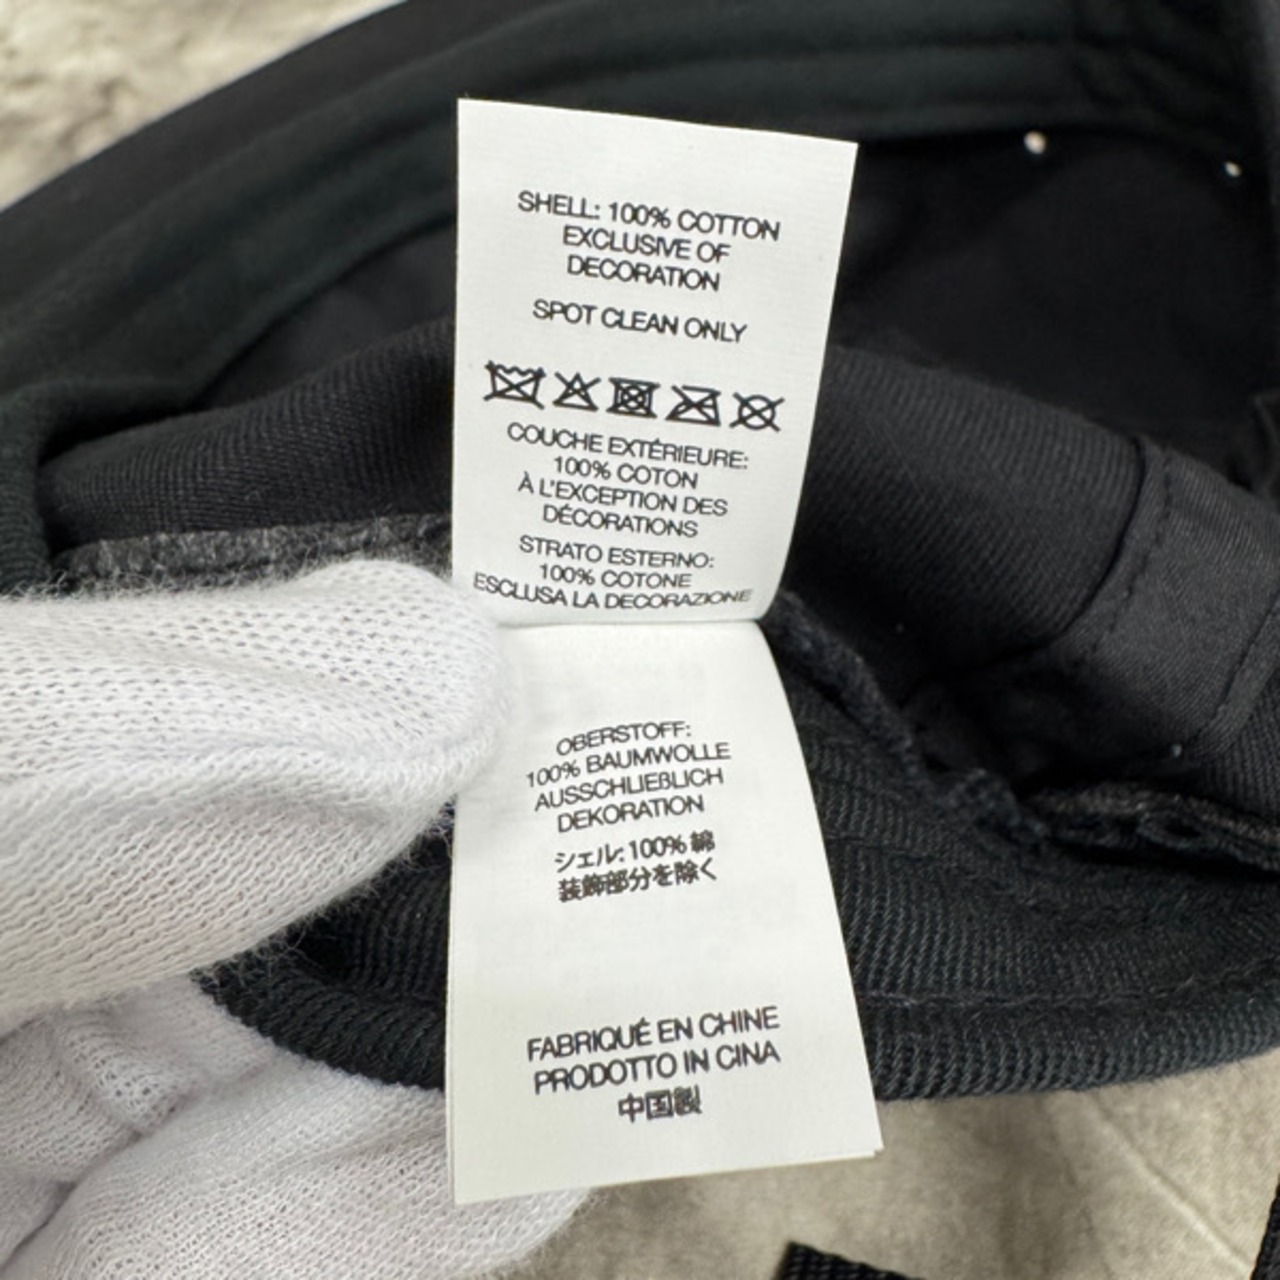 SHELL: 100% COTTON
EXCLUSIVE OF
DECORATION
SPOT CLEAN ONLY
COUCHE EXTÉRIEURE:
100% COTON
À L'EXCEPTION DES
DÉCORATIONS
STRATO ESTERNO:
100% COTONE
ESCLUSA LA DECORAZIONE
OBERSTOFF:
100% BAUMWOLLE
AUSSCHLIEßLICH
DEKORATION
シェル: 100% 綿
装飾部分を除く
FABRIQUÉ EN CHINE
PRODOTTO IN CINA
中国製